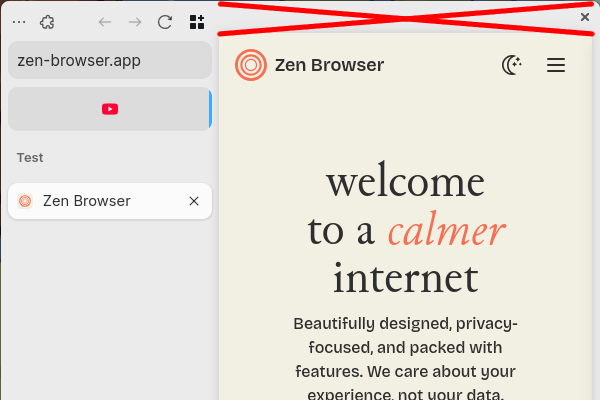 zen-browser.app
Test
Zen Browser
Zen Browser
welcome
to a calmer
internet
Beautifully designed, privacy-
focused, and packed with
features. We care about your
experience, not your data.